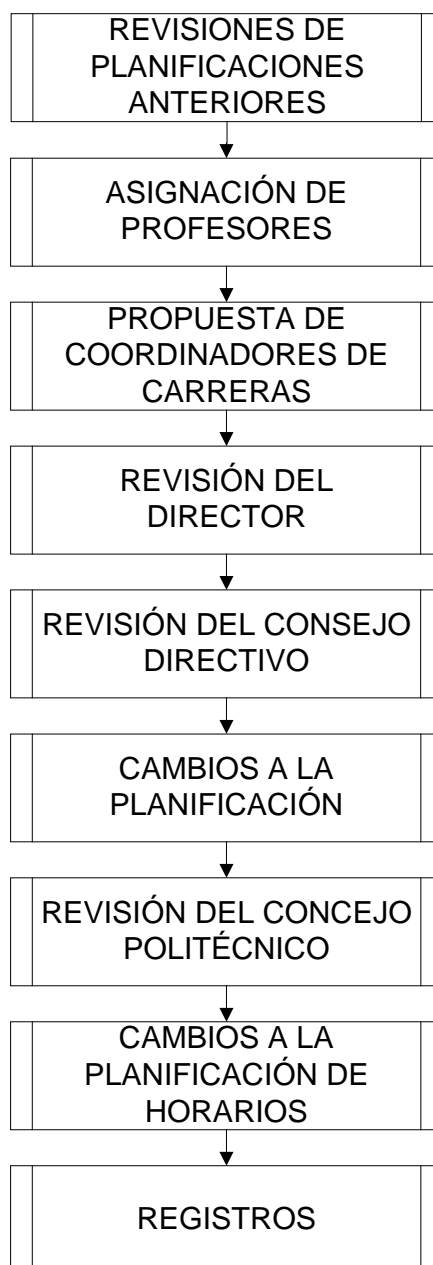 REVISIONES DE
PLANIFICACIONES
ANTERIORES
ASIGNACIÓN DE
PROFESORES
PROPUESTA DE
COORDINADORES DE
CARRERAS
REVISIÓN DEL
DIRECTOR
REVISIÓN DEL CONSEJO
DIRECTIVO
CAMBIOS A LA
PLANIFICACIÓN
REVISIÓN DEL CONCEJO
POLITÉCNICO
CAMBIOS A LA
PLANIFICACIÓN DE
HORARIOS
REGISTROS